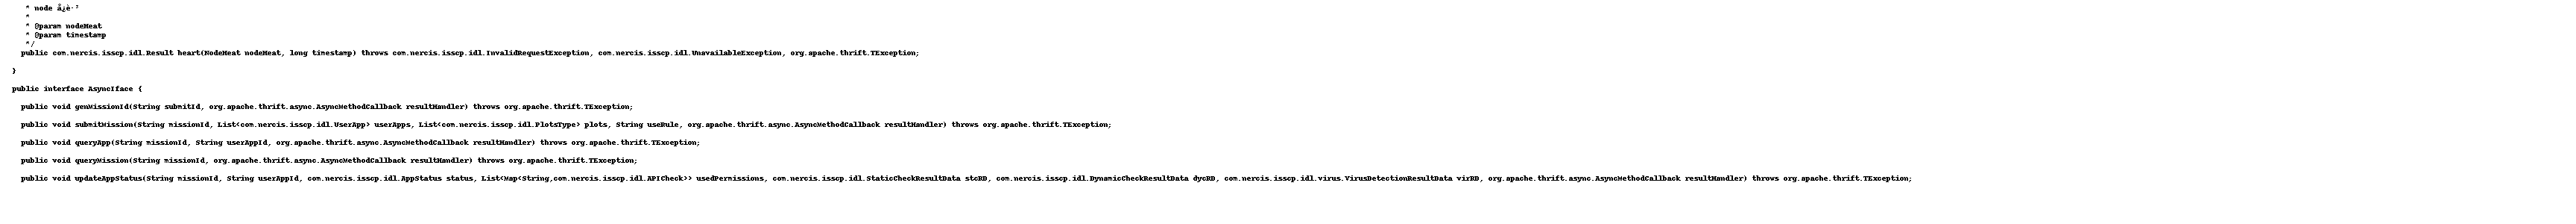 * node å¿è·³
*
* @param nodeHeat
* @param timestamp
*/
public com.nercis.isscp.idl.Result heart(NodeHeat nodeHeat, long timestamp) throws com.nercis.isscp.idl.InvalidRequestException, com.nercis.isscp.idl.UnavailableException, org.apache.thrift.TException;
}
public interface AsyncIface {
public void genMissionId(String submitId, org.apache.thrift.async.AsyncMethodCallback resultHandler) throws org.apache.thrift.TException;
public void submitMission(String missionId, List<com.nercis.isscp.idl.UserApp> userApps, List<com.nercis.isscp.idl.PlotsType> plots, String useRule, org.apache.thrift.async.AsyncMethodCallback resultHandler) throws org.apache.thrift.TException;
public void queryApp(String missionId, String userAppId, org.apache.thrift.async.AsyncMethodCallback resultHandler) throws org.apache.thrift.TException;
public void queryMission(String missionId, org.apache.thrift.async.AsyncMethodCallback resultHandler) throws org.apache.thrift.TException;
public void updateAppStatus(String missionId, String userAppId, com.nercis.isscp.idl.AppStatus status, List<Map<String,com.nercis.isscp.idl.APICheck>> usedPermissions, com.nercis.isscp.idl.StaticCheckResultData stcRD, com.nercis.isscp.idl.DynamicCheckResultData dycRD, com.nercis.isscp.idl.virus.VirusDetectionResultData virRD, org.apache.thrift.async.AsyncMethodCallback resultHandler) throws org.apache.thrift.TException;